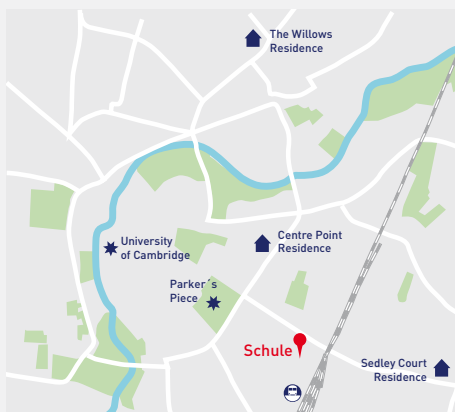 The Willows
Residence
Centre Point
Residence
University
of Cambridge
Parker´s
Piece
Schule
Sedley Court
Residence